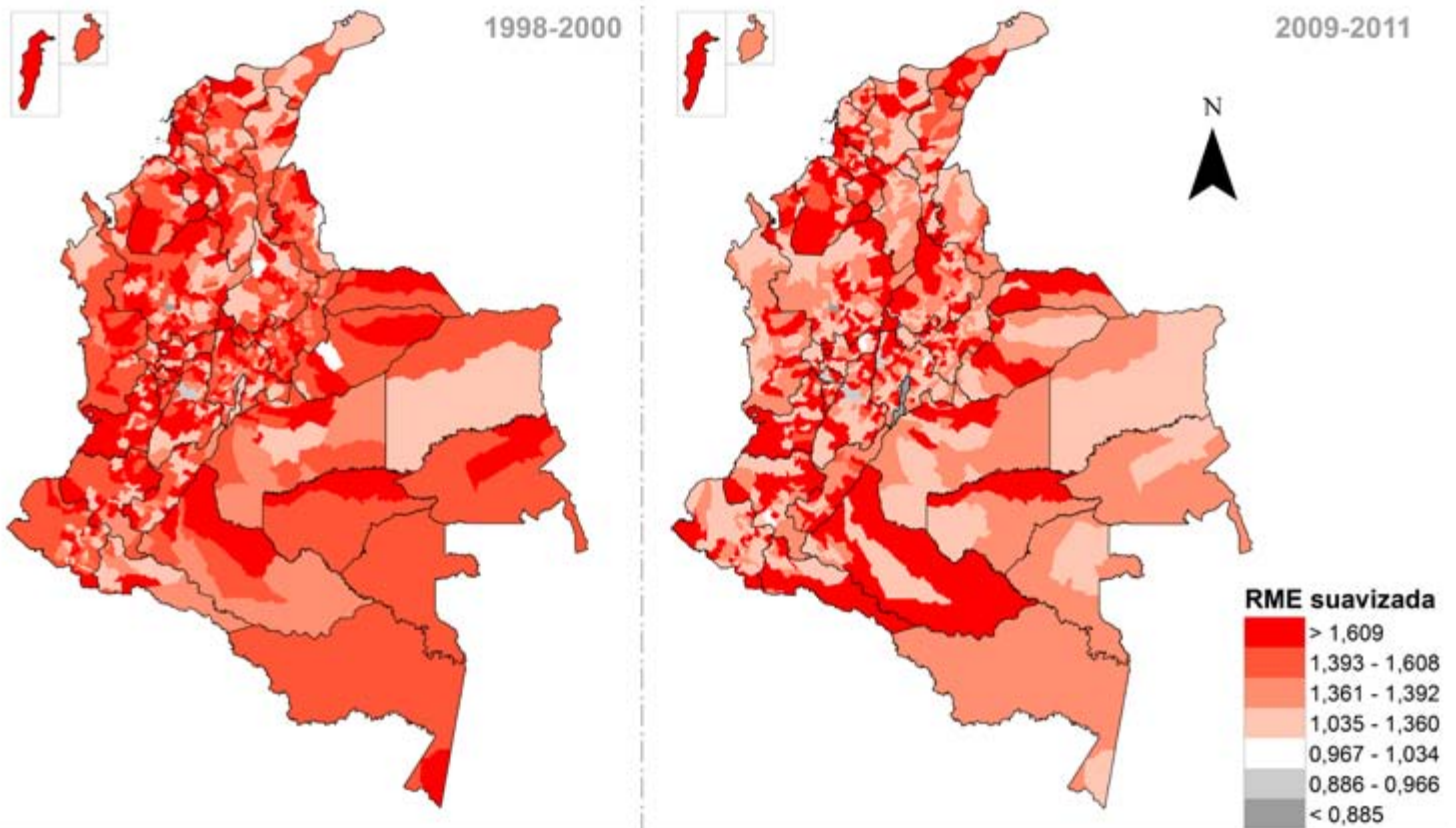 1998-2000
2009-2011
N
RME suavizada
> 1,609
1,393 - 1,608
1,361 - 1,392
1,035 - 1,360
0,967 - 1,034
0,886 - 0,966
< 0,885